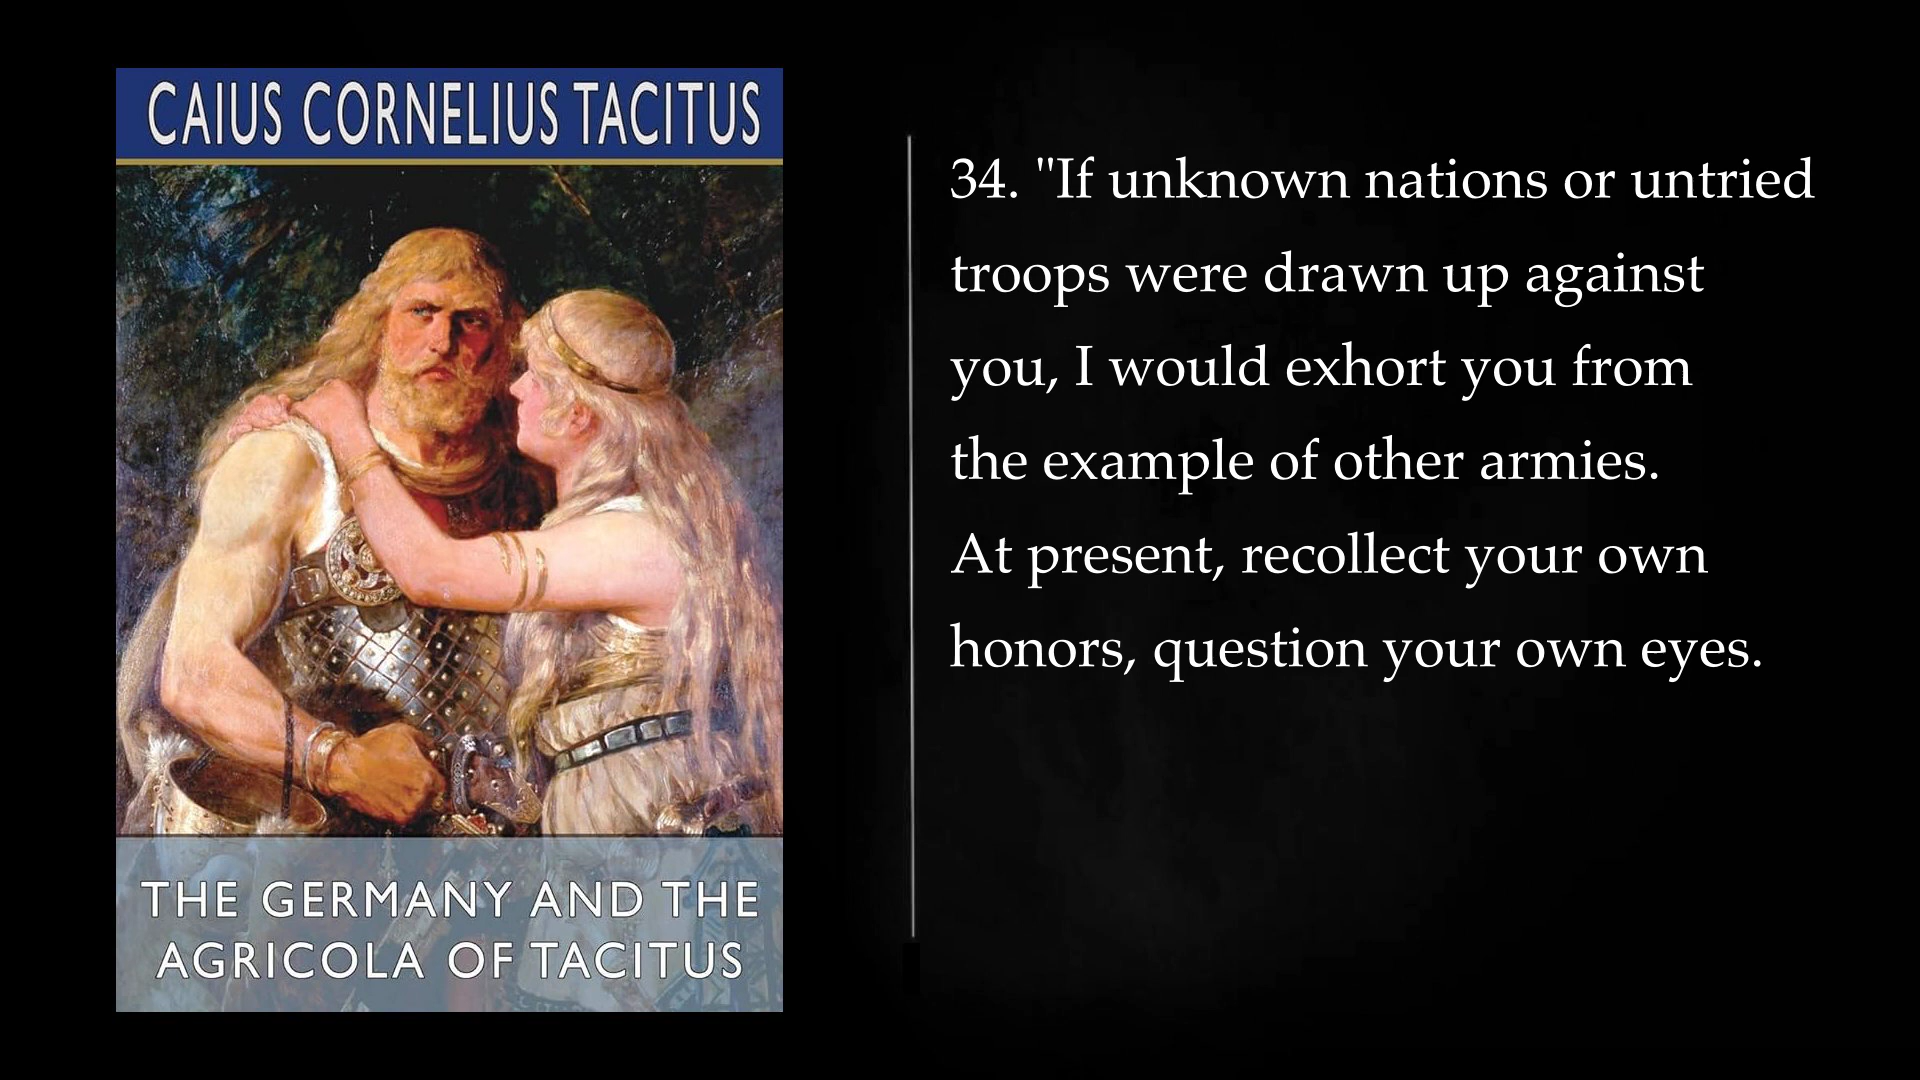 CAIUS CORNELIUS TACITUS
THE GERMANY AND THE
AGRICOLA OF TACITUS
34. "If unknown nations or untried
troops were drawn up against
you, I would exhort you from
the example of other armies.
At present, recollect your own
honors, question your own eyes.